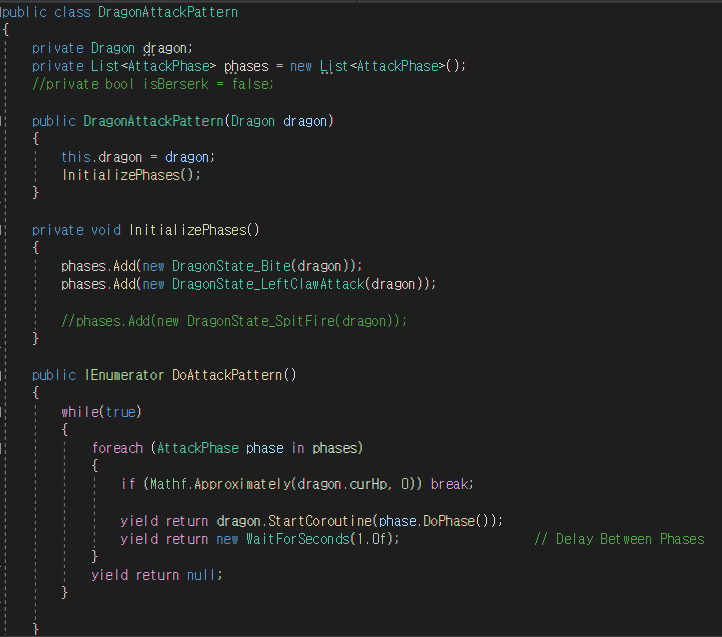 public class DragonAttackPattern
{
    private Dragon dragon;
    private List<AttackPhase> phases = new List<AttackPhase>();
    //private bool isBerserk = false;

    public DragonAttackPattern(Dragon dragon)
    {
        this.dragon = dragon;
        InitializePhases();
    }

    private void InitializePhases()
    {
        phases.Add(new DragonState_Bite(dragon));
        phases.Add(new DragonState_LeftClawAttack(dragon));

        //phases.Add(new DragonState_SpitFire(dragon));
    }

    public IEnumerator DoAttackPattern()
    {
        while(true)
        {
            foreach (AttackPhase phase in phases)
            {
                if (Mathf.Approximately(dragon.curHp, 0)) break;

                yield return dragon.StartCoroutine(phase.DoPhase());
                yield return new WaitForSeconds(1.0f);                  // Delay Between Phases
            }
            yield return null;
        }

    }